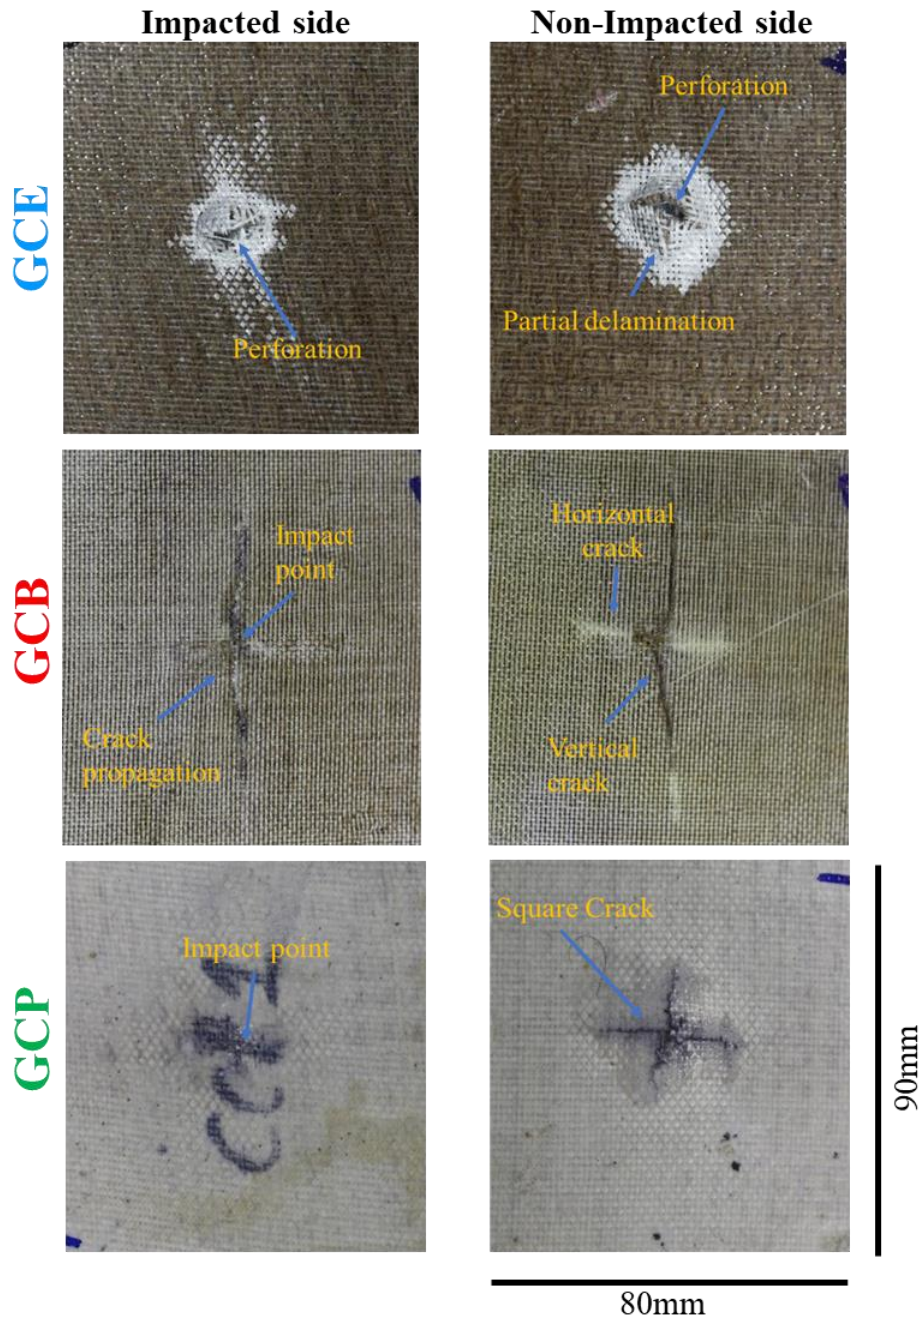 Impacted side
Non-Impacted side
GCE
Perforation
Perforation
Partial delamination
GCB
Impact
point
Crack
propagation
Horizontal
crack
Vertical
crack
GCP
Impact point
Square Crack
90mm
80mm